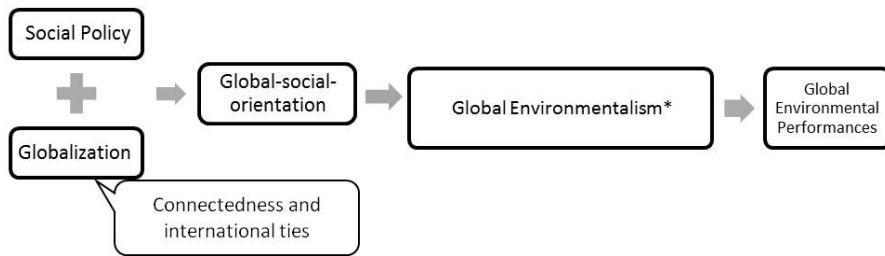 Social Policy
Globalization
Connectedness and
international ties
Global-social-
orientation
Global Environmentalism*
Global
Environmental
Performances